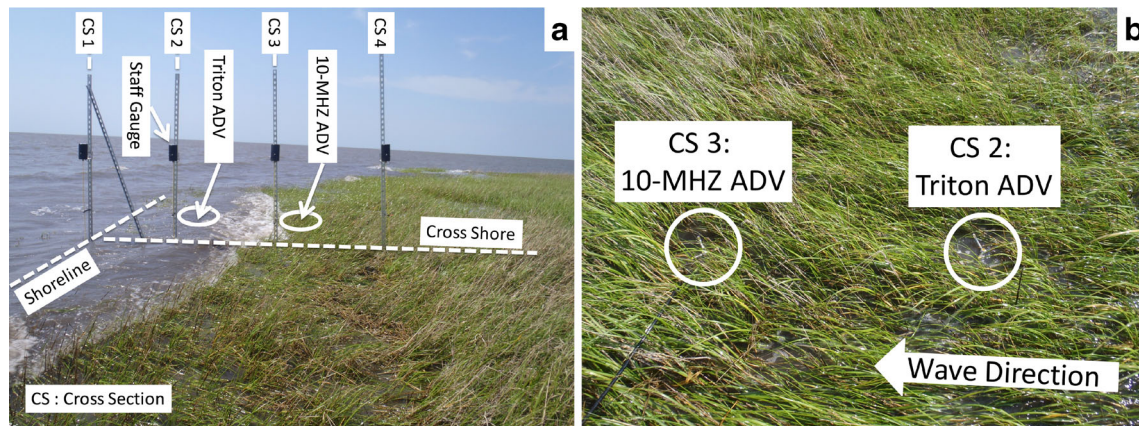 a
CS 1
CS 2
CS 3
CS 4
Staff Gauge
Triton ADV
10-MHZ ADV
Cross Shore
Shoreline
CS : Cross Section
b
CS 3:
10-MHZ ADV
CS 2:
Triton ADV
Wave Direction